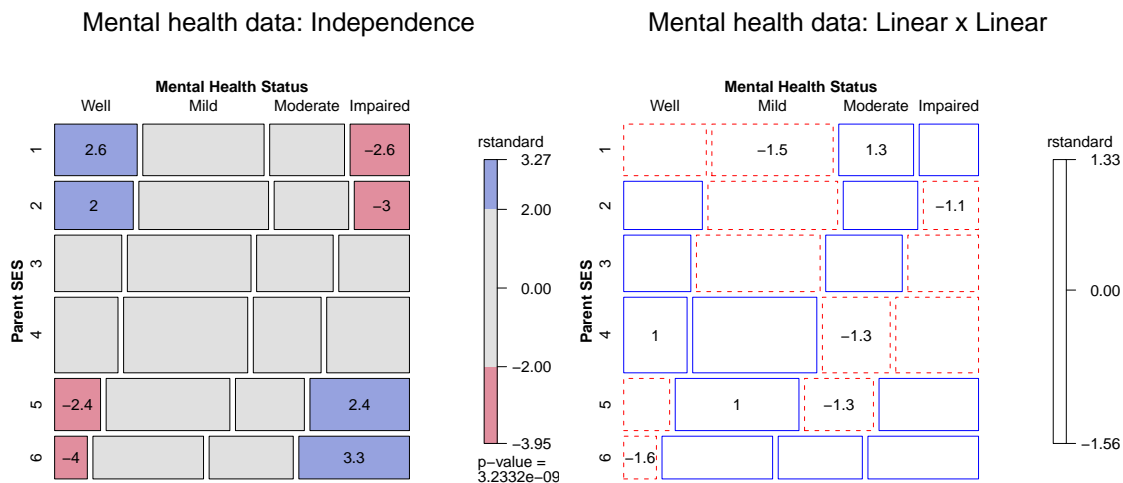 Mental health data: Independence
Mental Health Status
Well Mild Moderate Impaired
Parent SES
1 2.6 −2.6
2 2 −3
3
4
5 −2.4 2.4
6 −4 3.3
rstandard
3.27
2.00
0.00
−2.00
−3.95
p−value =
3.2332e−09
Mental health data: Linear x Linear
Mental Health Status
Well Mild Moderate Impaired
Parent SES
1 −1.5 1.3
2 −1.1
3
4 1 −1.3
5 1 −1.3
6 −1.6
rstandard
1.33
0.00
−1.56